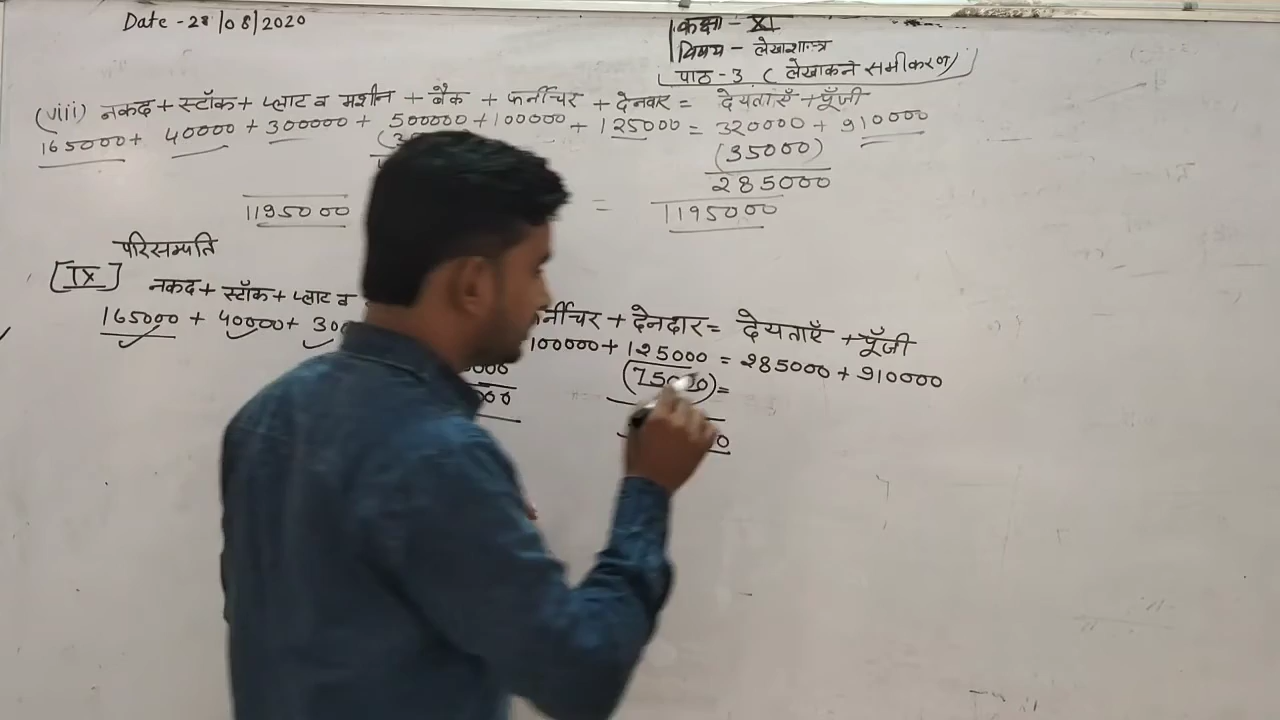 Date - 28/08/2020
कक्षा - XI
विषय - लेखाशास्त्र
पाठ - 3 ( लेखाकन समीकरण)
(viii) नकद + स्टॉक + प्लाट व मशीन + बैंक + फर्नीचर + देनदार = देयताएँ + पूँजी
165000 + 40000 + 300000 + 500000 + 100000 + 125000 = 320000 + 910000
(35000)
285000
1195000 = 1195000
परिसम्पति
[IX]
नकद + स्टॉक + प्लाट व फर्नीचर + देनदार = देयताएँ + पूँजी
165000 + 40000 + 100000 + 125000 = 285000 + 910000